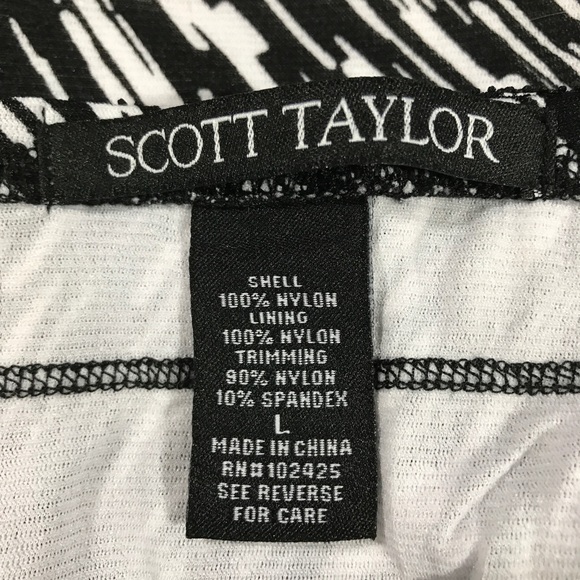 SCOTT TAYLOR
SHELL
100% NYLON
LINING
100% NYLON
TRIMMING
90% NYLON
10% SPANDEX
L
MADE IN CHINA
RN#102425
SEE REVERSE
FOR CARE